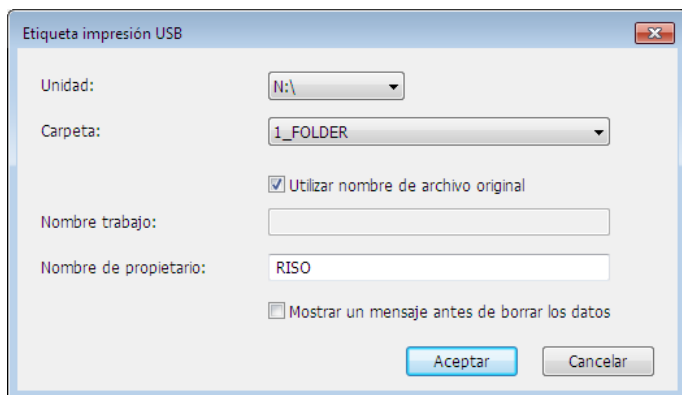 Etiqueta impresión USB
Unidad: N:\
Carpeta: 1_FOLDER
Utilizar nombre de archivo original
Nombre trabajo:
Nombre de propietario: RISO
Mostrar un mensaje antes de borrar los datos
Aceptar Cancelar